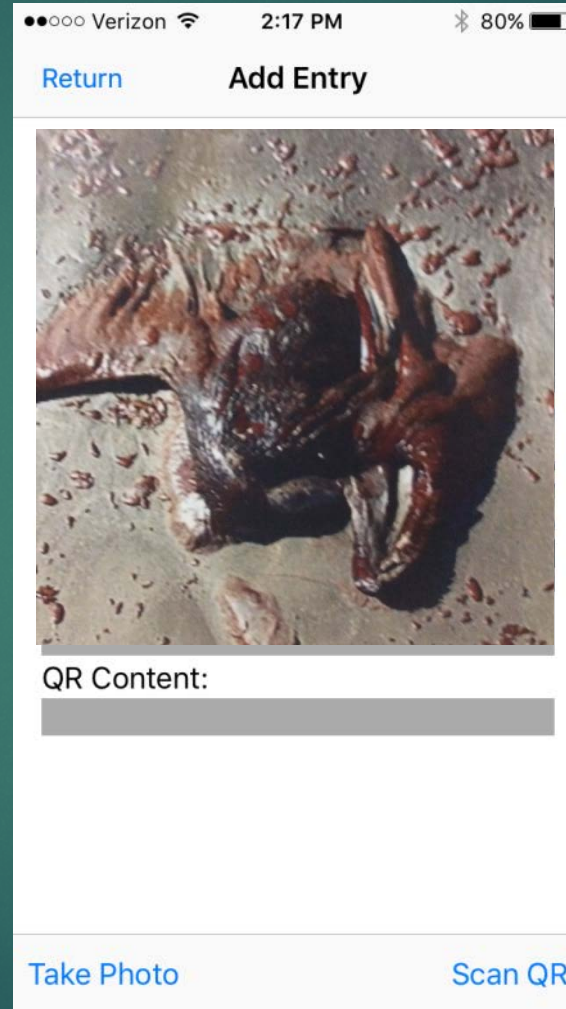 ●●○○○ Verizon 2:17 PM 80%
Return Add Entry
QR Content:
Take Photo Scan QR